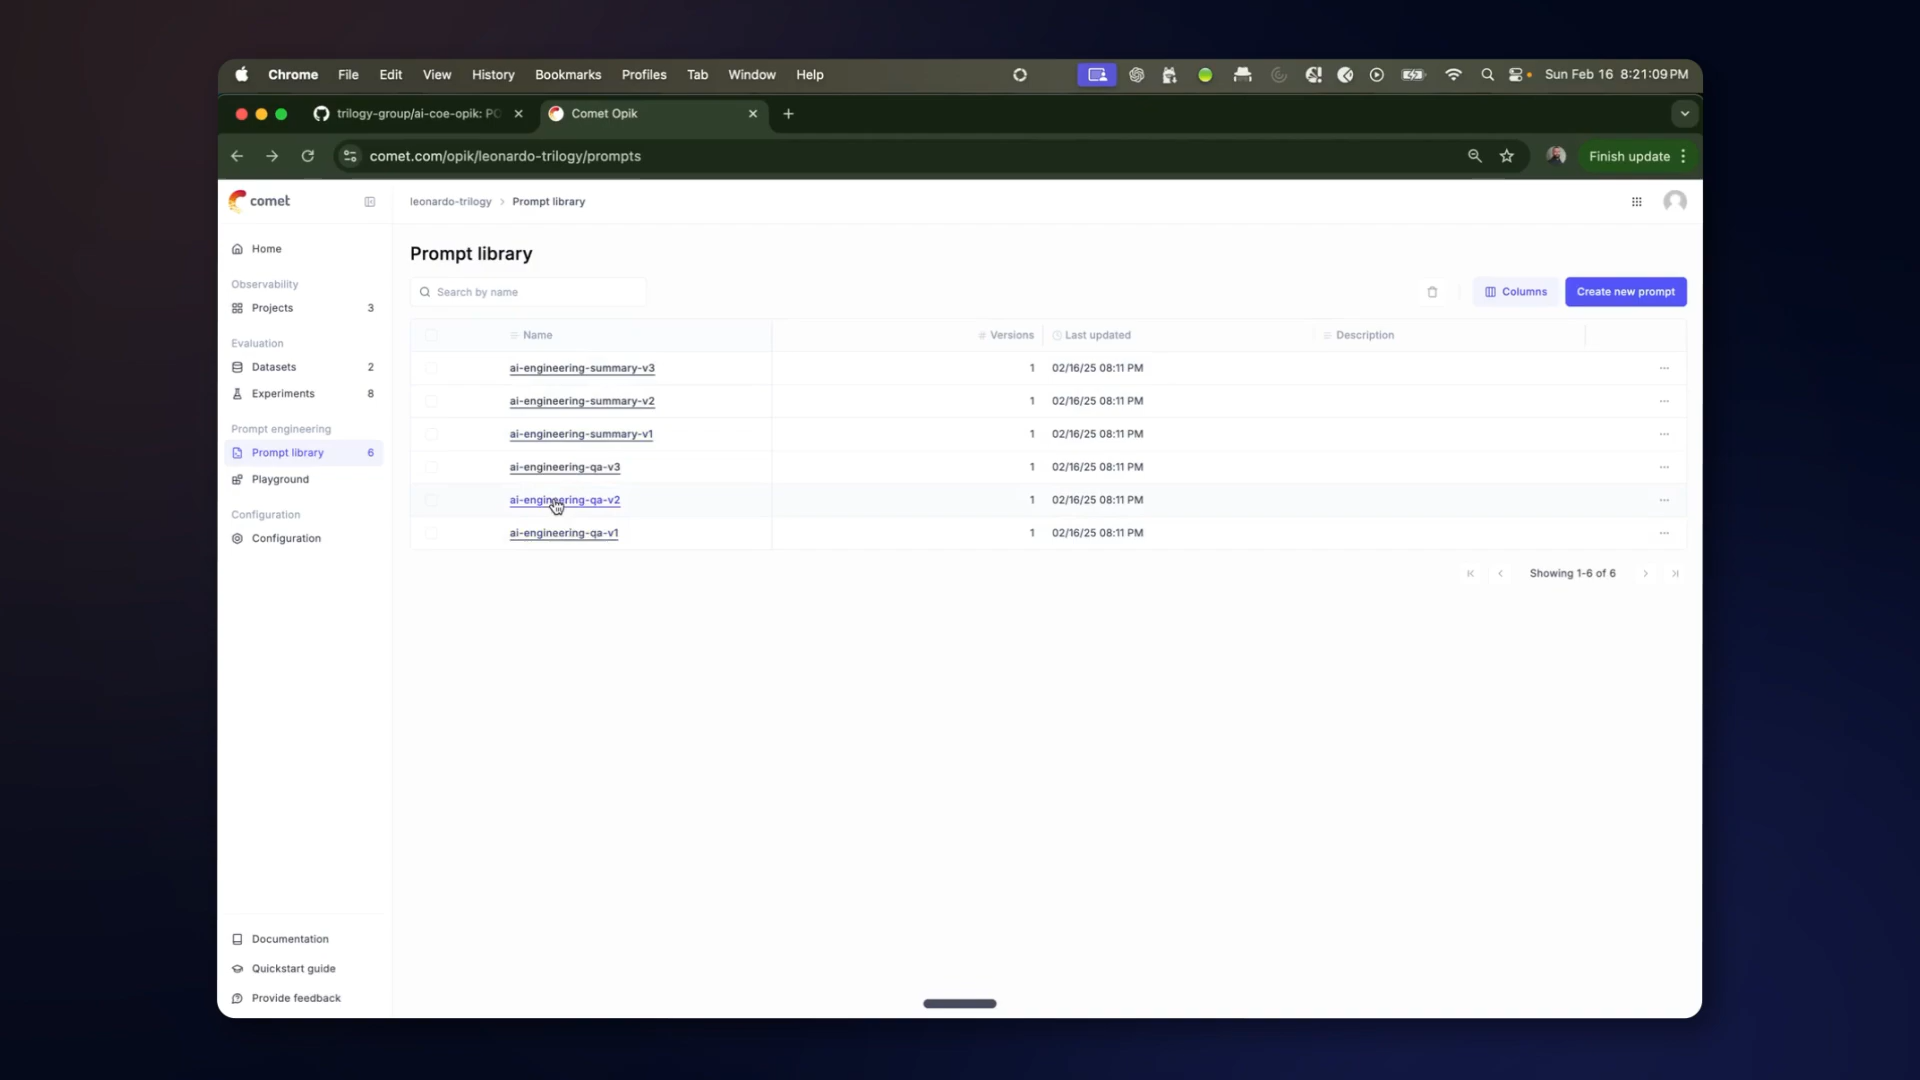 Chrome File Edit View History Bookmarks Profiles Tab Window Help Sun Feb 16 8:21:09 PM
trilogy-group/ai-coe-opik: PO Comet Opik
comet.com/opik/leonardo-trilogy/prompts Finish update
comet
leonardo-trilogy > Prompt library
Home
Observability
Projects 3
Evaluation
Datasets 2
Experiments 8
Prompt engineering
Prompt library 6
Playground
Configuration
Configuration
Documentation
Quickstart guide
Provide feedback
Prompt library
Search by name
Columns
Create new prompt
Name Versions Last updated Description
ai-engineering-summary-v3 1 02/16/25 08:11 PM
ai-engineering-summary-v2 1 02/16/25 08:11 PM
ai-engineering-summary-v1 1 02/16/25 08:11 PM
ai-engineering-qa-v3 1 02/16/25 08:11 PM
ai-engineering-qa-v2 1 02/16/25 08:11 PM
ai-engineering-qa-v1 1 02/16/25 08:11 PM
Showing 1-6 of 6